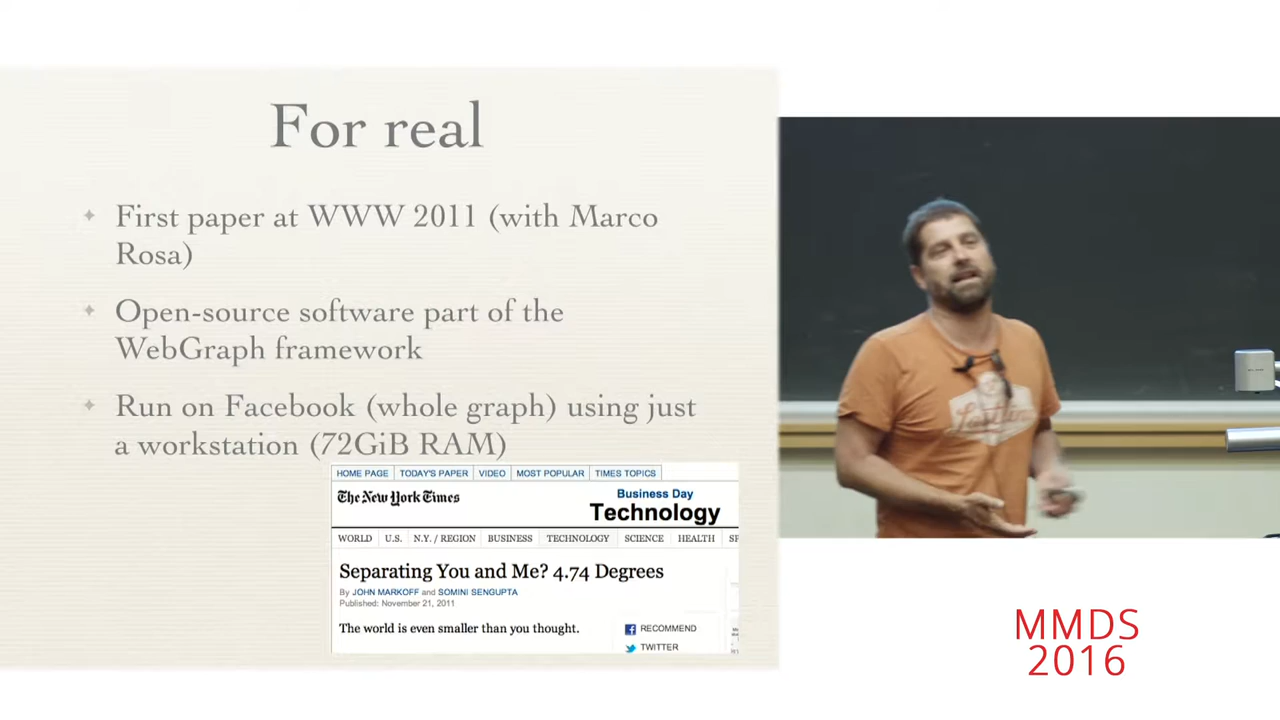 For real
First paper at WWW 2011 (with Marco
Rosa)
Open-source software part of the
WebGraph framework
Run on Facebook (whole graph) using just
a workstation (72GiB RAM)
HOME PAGE TODAY'S PAPER VIDEO MOST POPULAR TIMES TOPICS
The New York Times
Business Day
Technology
WORLD U.S. N.Y. / REGION BUSINESS TECHNOLOGY SCIENCE HEALTH
Separating You and Me? 4.74 Degrees
By JOHN MARKOFF and SOMINI SENGUPTA
Published: November 21, 2011
The world is even smaller than you thought.
RECOMMEND
TWITTER
MMDS
2016